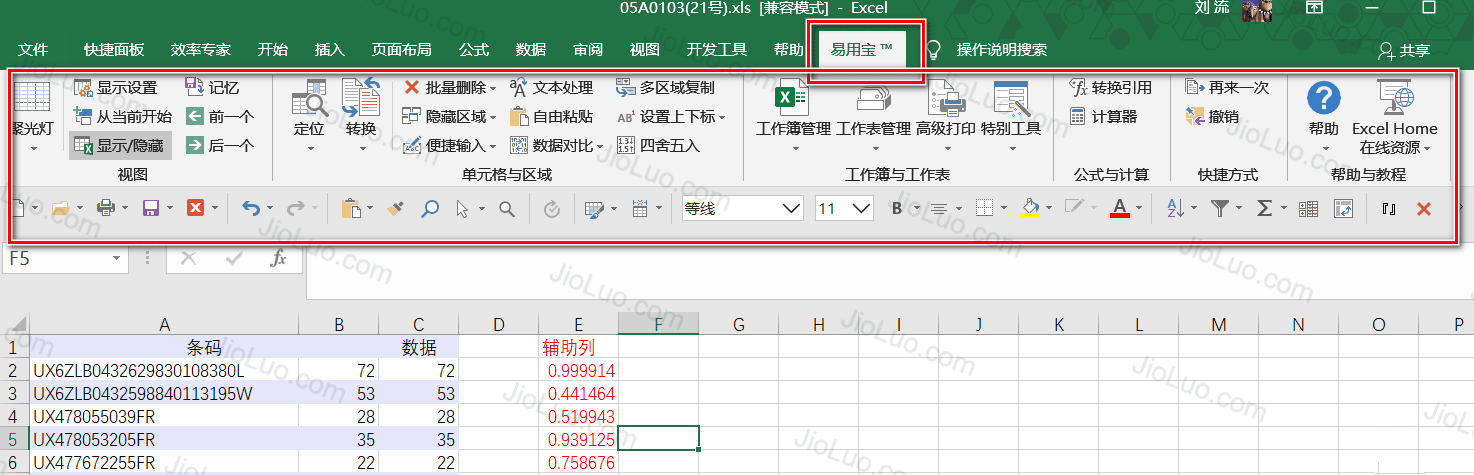 05A0103(21号).xls [兼容模式] - Excel 刘 流
文件 快捷面板 效率专家 开始 插入 页面布局 公式 数据 审阅 视图 开发工具 帮助 易用宝 ™ 操作说明搜索 共享
显示设置 记忆 批量删除 文本处理 多区域复制 转换引用 再来一次
聚光灯 从当前开始 前一个 定位 转换 隐藏区域 自由粘贴 设置上下标 工作簿管理 工作表管理 高级打印 特别工具 计算器 撤销 帮助 Excel Home
显示/隐藏 后一个 便捷输入 数据对比 四舍五入 在线资源
视图 单元格与区域 工作簿与工作表 公式与计算 快捷方式 帮助与教程
等线 11 B A
F5 fx
A B C D E F G H I J K L M N O P
1 条码 数据 辅助列
2 UX6ZLB0432629830108380L 72 72 0.999914
3 UX6ZLB0432598840113195W 53 53 0.441464
4 UX478055039FR 28 28 0.519943
5 UX478053205FR 35 35 0.939125
6 UX477672255FR 22 22 0.758676
JioLuo.com